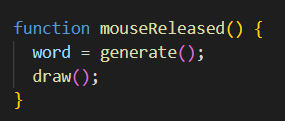 function mouseReleased() {
  word = generate();
  draw();
}